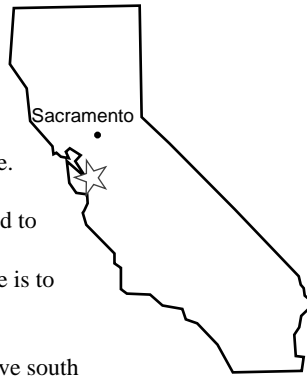 Sacramento
e.
d to
e is to
ve south